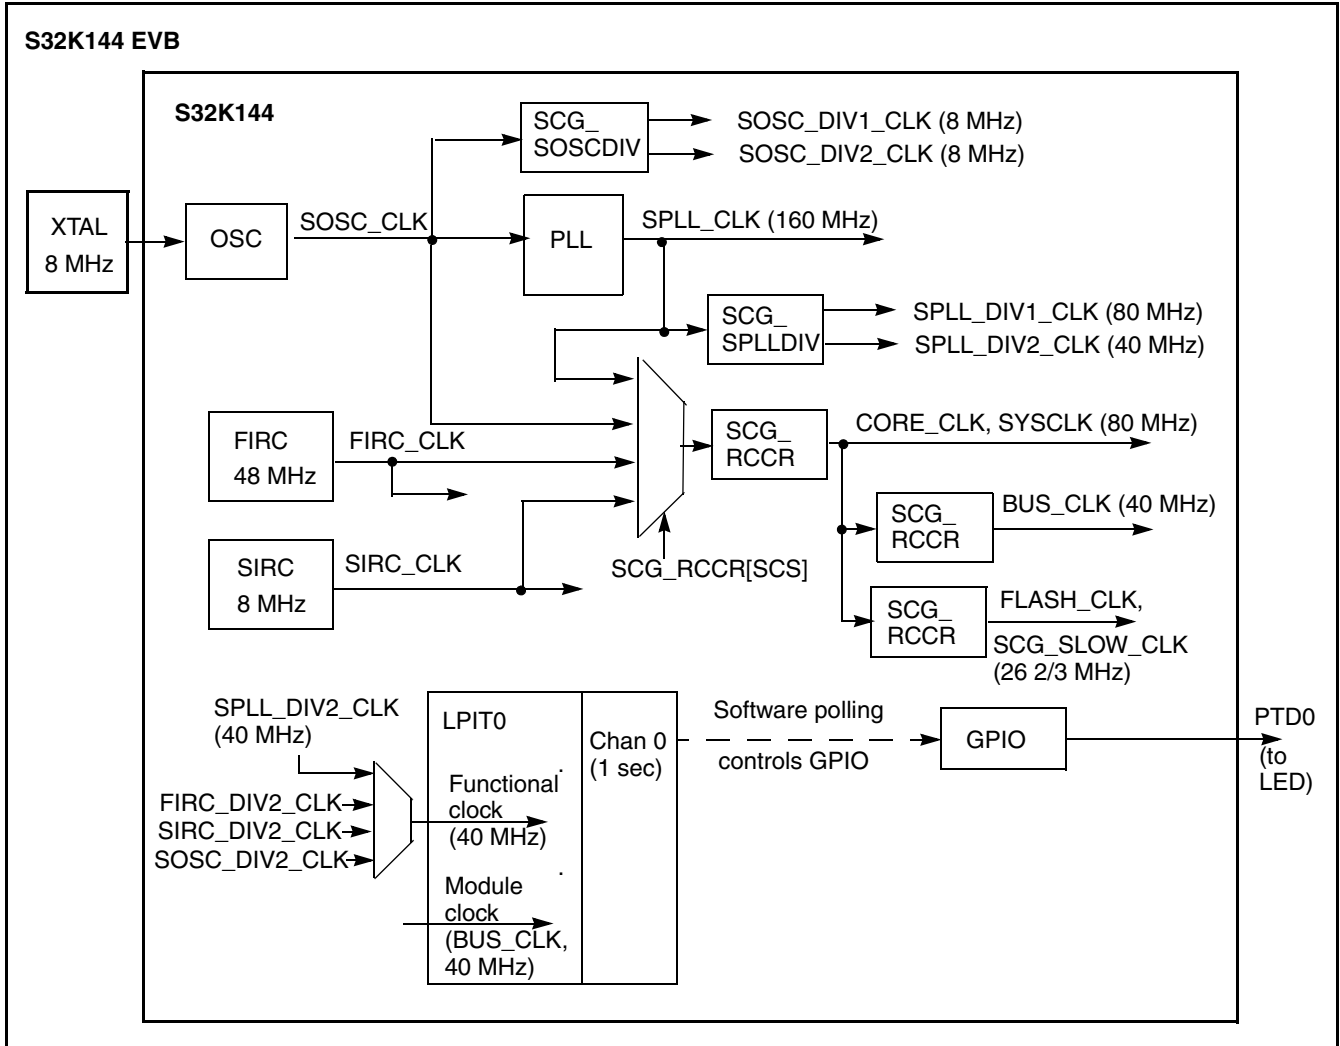 S32K144 EVB
S32K144
SCG_
SOSCDIV
SOSC_DIV1_CLK (8 MHz)
SOSC_DIV2_CLK (8 MHz)
XTAL
8 MHz
OSC
SOSC_CLK
PLL
SPLL_CLK (160 MHz)
SCG_
SPLLDIV
SPLL_DIV1_CLK (80 MHz)
SPLL_DIV2_CLK (40 MHz)
FIRC
48 MHz
FIRC_CLK
SCG_
RCCR
CORE_CLK, SYSCLK (80 MHz)
SCG_
RCCR
BUS_CLK (40 MHz)
SIRC
8 MHz
SIRC_CLK
SCG_RCCR[SCS]
SCG_
RCCR
FLASH_CLK,
SCG_SLOW_CLK
(26 2/3 MHz)
SPLL_DIV2_CLK
(40 MHz)
FIRC_DIV2_CLK
SIRC_DIV2_CLK
SOSC_DIV2_CLK
LPIT0
Functional
clock
(40 MHz)
Module
clock
(BUS_CLK,
40 MHz)
Chan 0
(1 sec)
Software polling
controls GPIO
GPIO
PTD0
(to
LED)